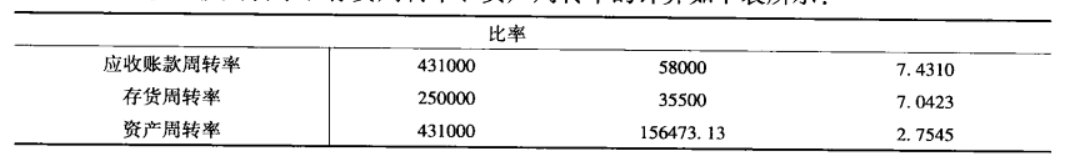 比率
应收账款周转率 431000 58000 7.4310
存货周转率 250000 35500 7.0423
资产周转率 431000 156473.13 2.7545